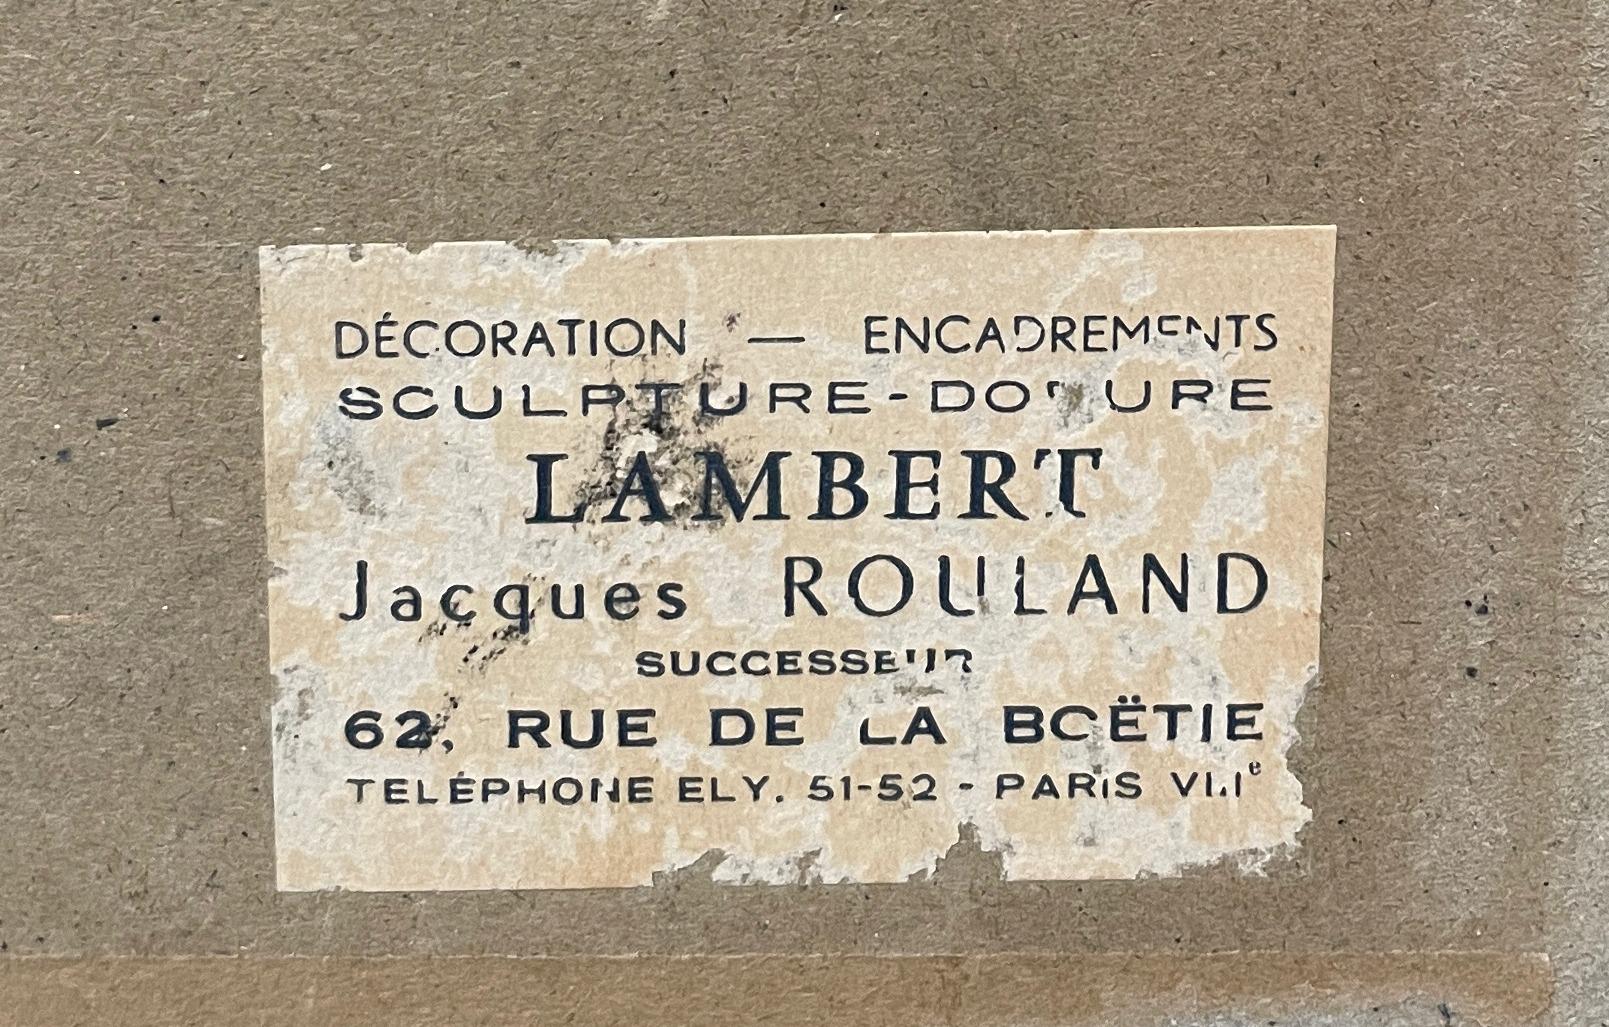 DÉCORATION — ENCADREMENTS
SCULPTURE-DORURE
LAMBERT
Jacques ROULAND
SUCCESSEUR
62, RUE DE LA BOËTIE
TELÉPHONE ELY. 51-52 - PARIS VIIIe